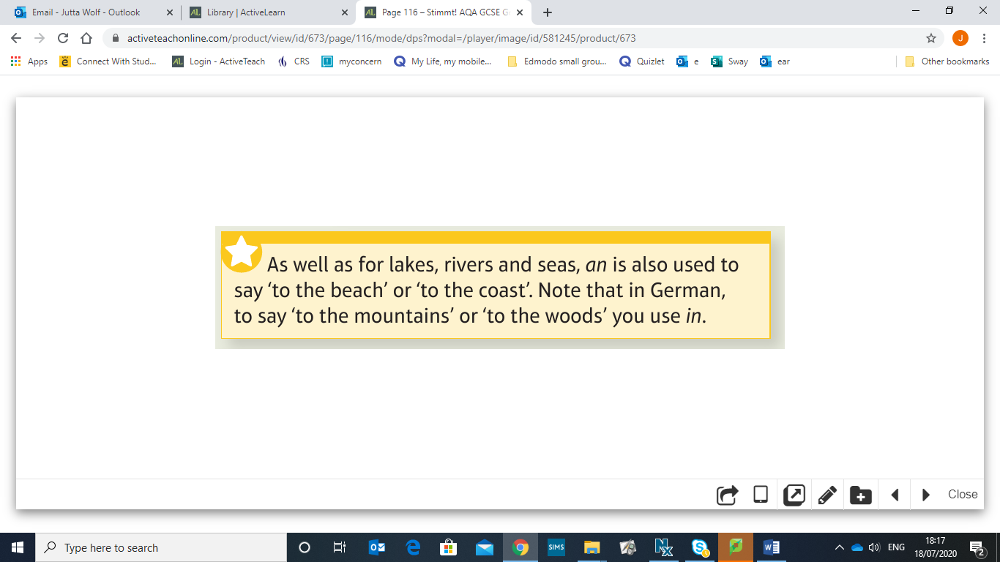 Email - Jutta Wolf - Outlook
Library | ActiveLearn
Page 116 – Stimmt! AQA GCSE G
activeteachonline.com/product/view/id/673/page/116/mode/dps?modal=/player/image/id/581245/product/673
J
Apps
Connect With Stud...
Login - ActiveTeach
CRS
myconcern
My Life, my mobile...
Edmodo small grou...
Quizlet
e
Sway
ear
Other bookmarks
As well as for lakes, rivers and seas, an is also used to
say ‘to the beach’ or ‘to the coast’. Note that in German,
to say ‘to the mountains’ or ‘to the woods’ you use in.
Close
Type here to search
SIMS
ENG
18:17
18/07/2020
2